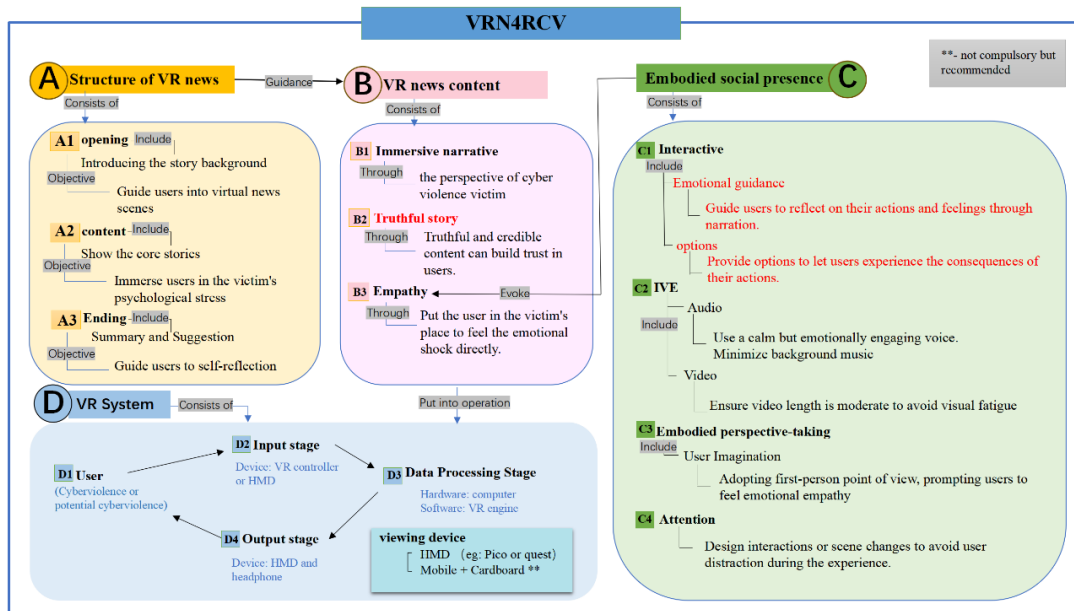 VRN4RCV
**- not compulsory but
recommended
A
Structure of VR news
Guidance
B
VR news content
Embodied social presence
C
Consists of
A1 opening Include
Introducing the story background
Objective
Guide users into virtual news
scenes
A2 content Include
Show the core storics
Objective
Immerse users in the victim's
psychological stress
A3 Ending Include
Summary and Suggestion
Objective
Guide users to self-reflection
Consists of
B1 Immersive narrative
Through
the perspective of cyber
violence victim
B2 Truthful story
Through
Truthful and credible
content can build trust in
users.
B3 Empathy
Evoke
Through
Put the user in the victim's
place to feel the emotional
shock directly.
Put into operation
Consists of
C1 Interactive
Include
Emotional guidance
Guide users to reflect on their actions and feelings through
narration.
options
Provide options to let users experience the consequences of
their actions.
C2 IVE
Include
Audio
Use a calm but emotionally engaging voice.
Minimize background music
Video
Ensure video length is moderate to avoid visual fatigue
C3 Embodied perspective-taking
Include
User Imagination
Adopting first-person point of view, prompting users to
feel emotional empathy
C4 Attention
Design interactions or scene changes to avoid user
distraction during the experience.
D
VR System
Consists of
D1 User
(Cyberviolence or
potential cyberviolence)
D2 Input stage
Device: VR controller
or HMD
D3 Data Processing Stage
Hardware: computer
Software: VR engine
D4 Output stage
Device: HMD and
headphone
viewing device
HMD （eg: Pico or quest）
Mobile + Cardboard **